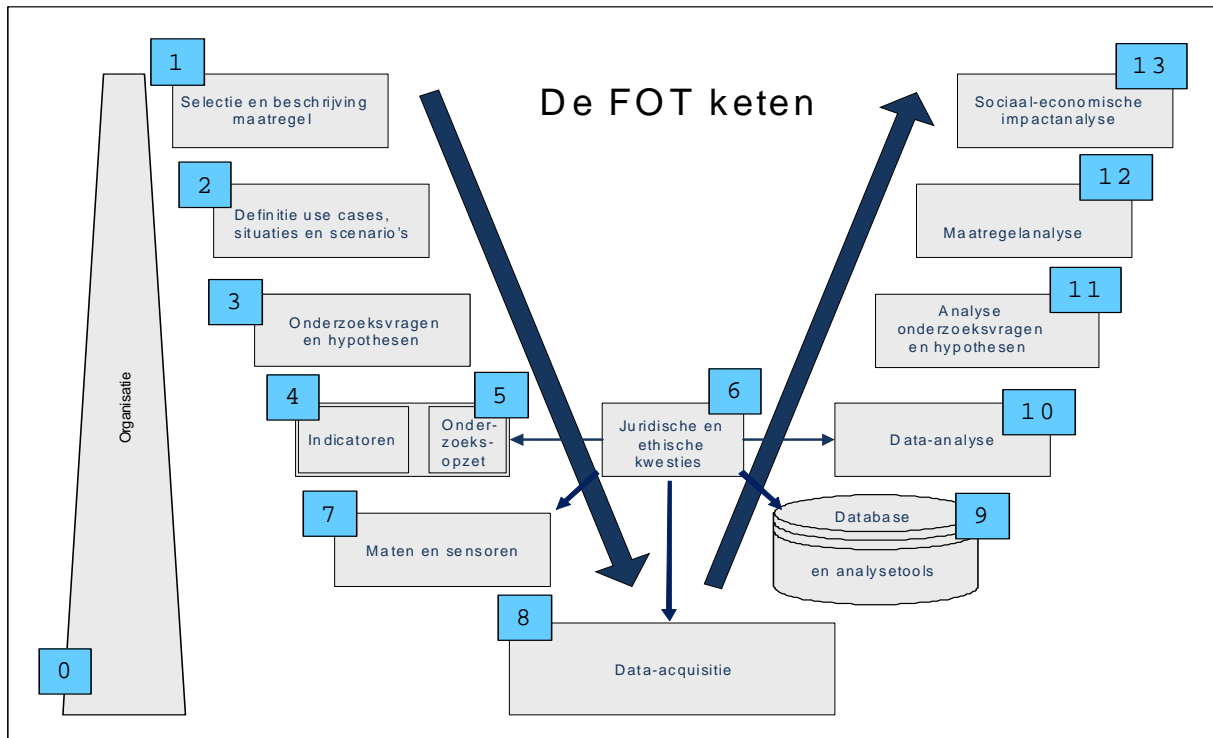 De FOT keten
0
Organisatie
1
Selectie en beschrijving
maatregel
2
Definitie use cases,
situaties en scenario's
3
Onderzoeksvragen
en hypothesen
4
Indicatoren
5
Onder-
zoeks-
opzet
6
Juridische en
ethische
kwesties
7
Maten en sensoren
8
Data-acquisitie
9
Database
en analysetools
10
Data-analyse
11
Analyse
onderzoeksvragen
en hypothesen
12
Maatregelanalyse
13
Sociaal-economische
impactanalyse